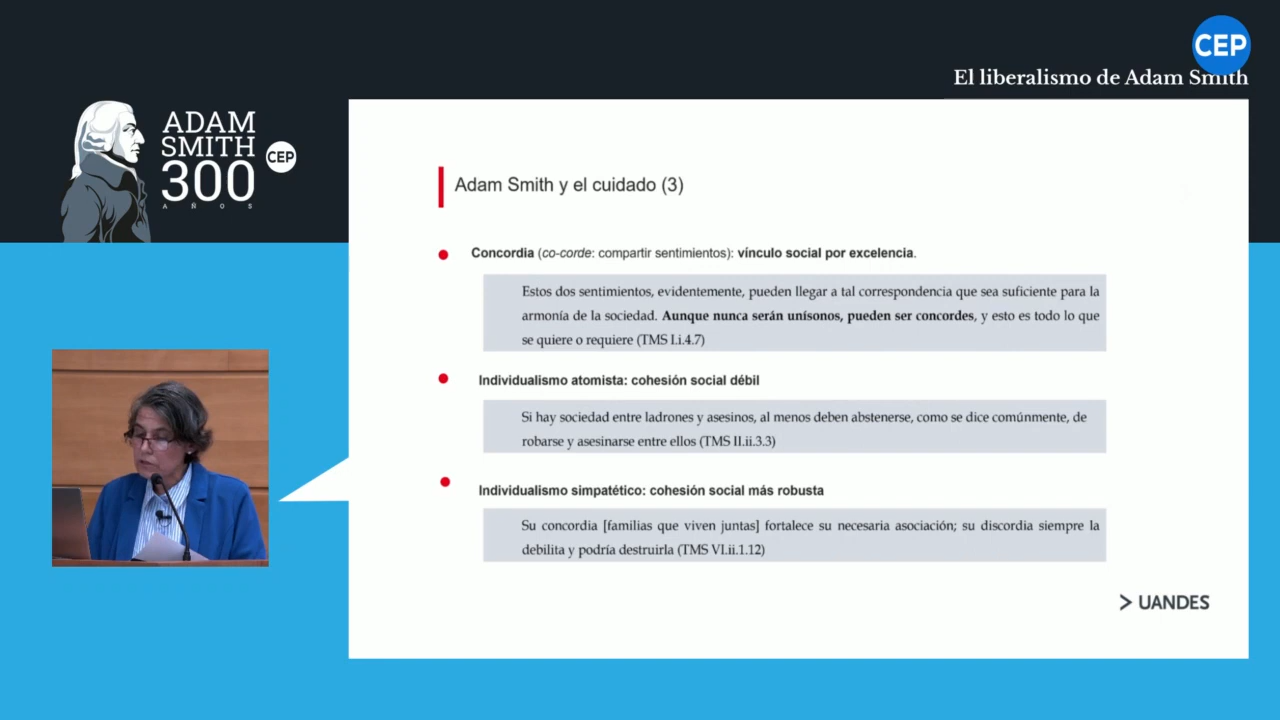 CEP
El liberalismo de Adam Smith
ADAM
SMITH
300
AÑOS
CEP
Adam Smith y el cuidado (3)
Concordia (co-corde: compartir sentimientos): vínculo social por excelencia.
Estos dos sentimientos, evidentemente, pueden llegar a tal correspondencia que sea suficiente para la
armonía de la sociedad. Aunque nunca serán unísonos, pueden ser concordes, y esto es todo lo que
se quiere o requiere (TMS I.i.4.7)
Individualismo atomista: cohesión social débil
Si hay sociedad entre ladrones y asesinos, al menos deben abstenerse, como se dice comúnmente, de
robarse y asesinarse entre ellos (TMS II.ii.3.3)
Individualismo simpatético: cohesión social más robusta
Su concordia [familias que viven juntas] fortalece su necesaria asociación; su discordia siempre la
debilita y podría destruirla (TMS VI.ii.1.12)
> UANDES